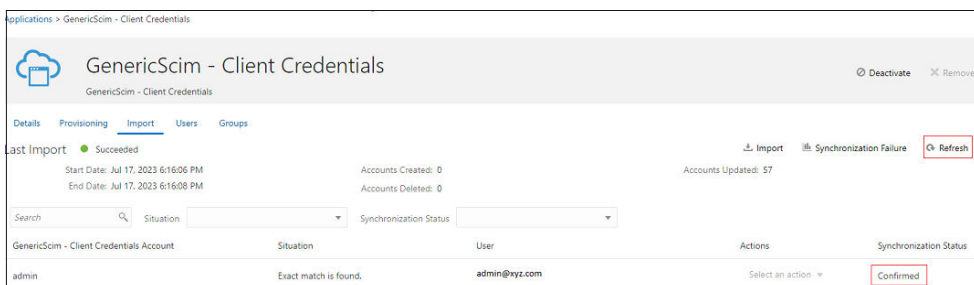 Applications > GenericScim - Client Credentials
GenericScim - Client Credentials
GenericScim - Client Credentials
Deactivate
Remove
Details Provisioning Import Users Groups
Last Import Succeeded
Import Synchronization Failure Refresh
Start Date: Jul 17, 2023 6:16:06 PM Accounts Created: 0 Accounts Updated: 57
End Date: Jul 17, 2023 6:16:08 PM Accounts Deleted: 0
Search Situation Synchronization Status
GenericScim - Client Credentials Account Situation User Actions Synchronization Status
admin Exact match is found. admin@xyz.com Select an action Confirmed